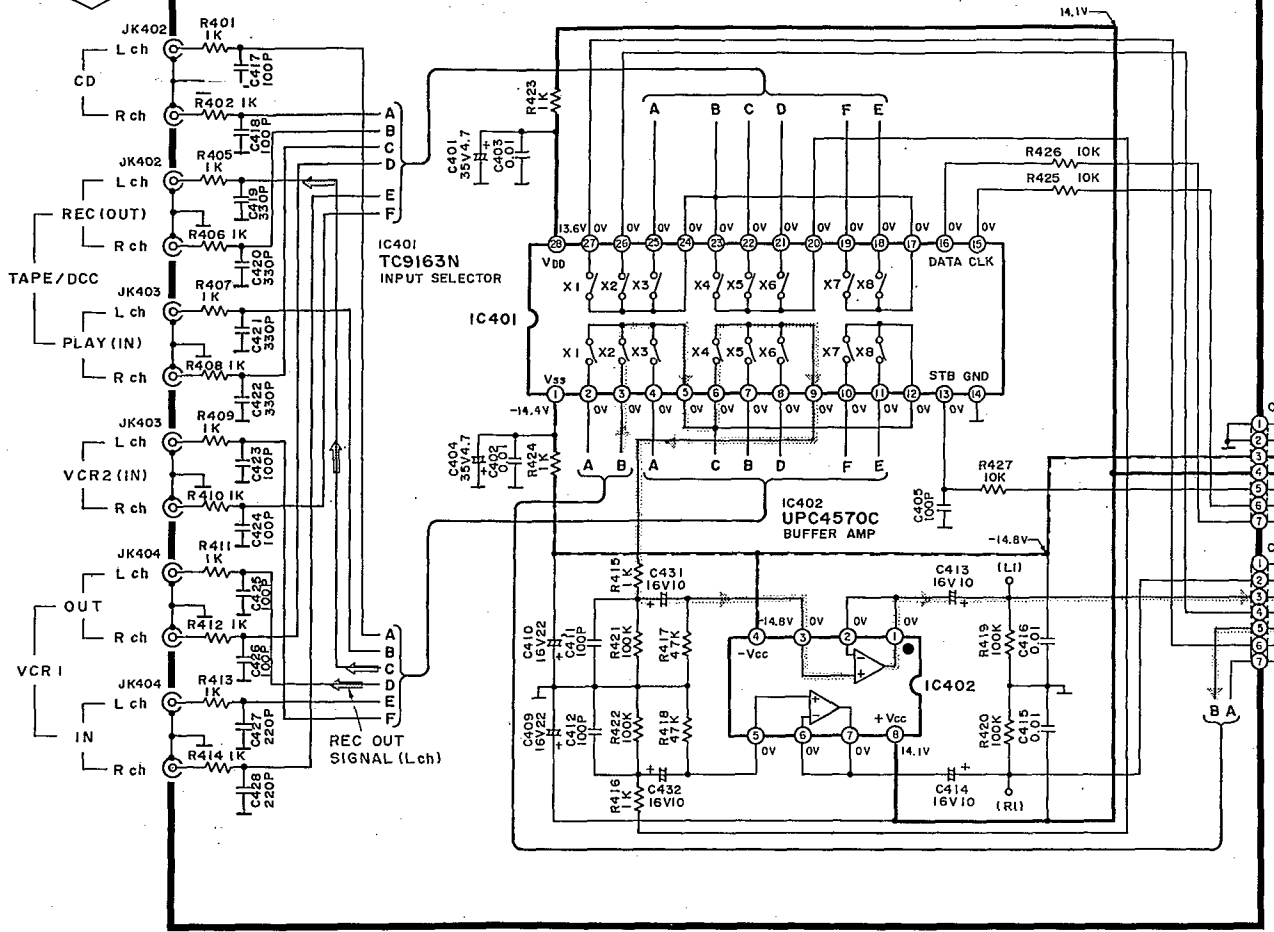 14.1V
JK402
R401
1K
L ch
C417
100P
CD
R402 1K
R ch
C418
100P
JK402
R405
1K
L ch
C419
330P
REC (OUT)
R406 1K
R ch
C420
330P
TAPE/DCC
JK403
R407
1K
L ch
C421
330P
PLAY (IN)
R408 1K
R ch
C422
330P
JK403
R409
1K
L ch
C423
100P
VCR2 (IN)
R410 1K
R ch
C424
100P
JK404
R411
1K
L ch
C425
100P
OUT
R412 1K
R ch
C426
100P
VCR 1
JK404
R413
1K
L ch
C427
220P
IN
R414 1K
R ch
C428
220P
A
B
C
D
E
F
A
B
C
D
E
F
REC OUT
SIGNAL (Lch)
IC401
TC9163N
INPUT SELECTOR
R423
1K
C401
35V4.7
C403
0.01
A B C D F E
R426 10K
R425 10K
13.6V 0V 0V 0V 0V 0V 0V 0V 0V 0V 0V 0V 0V 0V
28 27 26 25 24 23 22 21 20 19 18 17 16 15
VDD DATA CLK
X1 X2 X3 X4 X5 X6 X7 X8
IC401
X1 X2 X3 X4 X5 X6 X7 X8
VSS STB GND
1 2 3 4 5 6 7 8 9 10 11 12 13 14
-14.4V 0V 0V 0V 0V 0V 0V 0V 0V 0V 0V 0V 0V
C404
35V4.7
C402
0.01
R424
1K
A B A C B D F E
R427
10K
C405
100P
IC402
UPC4570C
BUFFER AMP
-14.8V
R415
1K
C431
16V10
C413
16V10
(L1)
C410
16V22
C411
100P
R421
100K
R417
47K
-14.8V 0V 0V 0V
4 3 2 1
-Vcc
R419
100K
C416
0.01
IC402
C409
16V22
C412
100P
R422
100K
R418
47K
+Vcc
5 6 7 8
0V 0V 0V 14.1V
R420
100K
C415
0.01
R416
1K
C432
16V10
C414
16V10
(R1)
1
2
3
4
5
6
7
1
2
3
4
5
6
7
B A